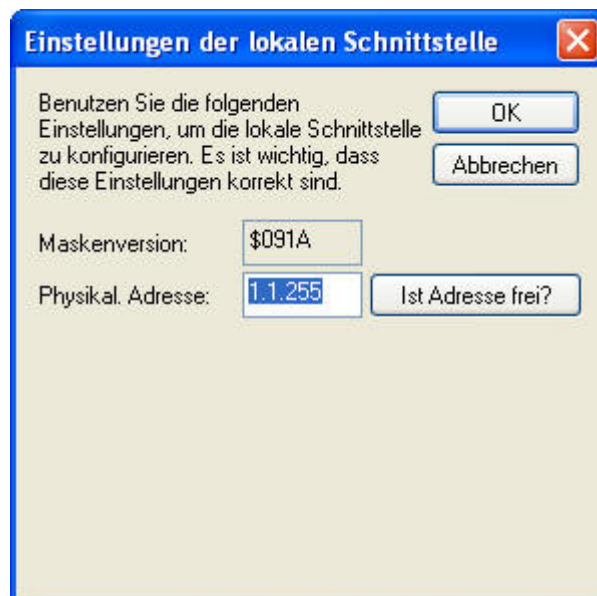 Einstellungen der lokalen Schnittstelle
Benutzen Sie die folgenden
Einstellungen, um die lokale Schnittstelle
zu konfigurieren. Es ist wichtig, dass
diese Einstellungen korrekt sind.
OK
Abbrechen
Maskenversion: $091A
Physikal. Adresse: 1.1.255 Ist Adresse frei?